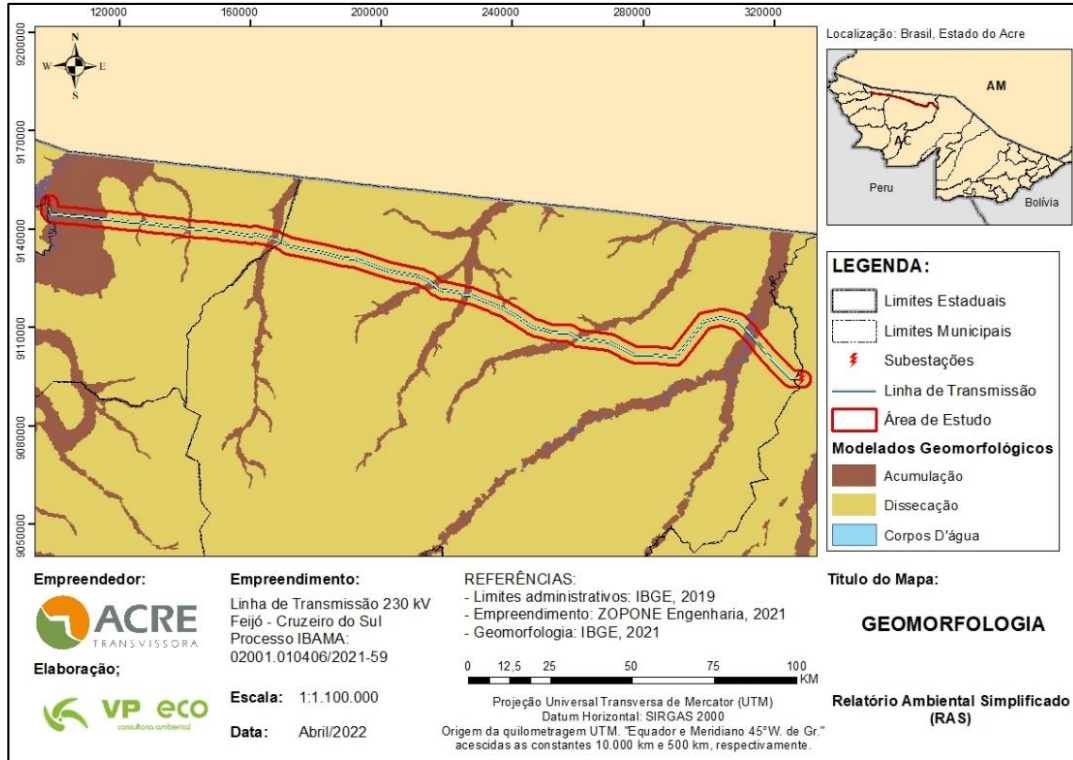 120000 160000 200000 240000 280000 320000
9200000
9170000
9140000
9110000
9080000
9050000
N
W E
S
Localização: Brasil, Estado do Acre
AM
AC
Peru
Bolívia
LEGENDA:
Limites Estaduais
Limites Municipais
Subestações
Linha de Transmissão
Área de Estudo
Modelados Geomorfológicos
Acumulação
Dissecação
Corpos D'água
Empreendedor:
ACRE
TRANSMISSORA
Elaboração;
VP eco
consultoria ambiental
Empreendimento:
Linha de Transmissão 230 kV
Feijó - Cruzeiro do Sul
Processo IBAMA:
02001.010406/2021-59
Escala: 1:1.100.000
Data: Abril/2022
REFERÊNCIAS:
- Limites administrativos: IBGE, 2019
- Empreendimento: ZOPONE Engenharia, 2021
- Geomorfologia: IBGE, 2021
0 12,5 25 50 75 100
KM
Projeção Universal Transversa de Mercator (UTM)
Datum Horizontal: SIRGAS 2000
Origem da quilometragem UTM. "Equador e Meridiano 45°W. de Gr."
acescidas as constantes 10.000 km e 500 km, respectivamente.
Título do Mapa:
GEOMORFOLOGIA
Relatório Ambiental Simplificado
(RAS)